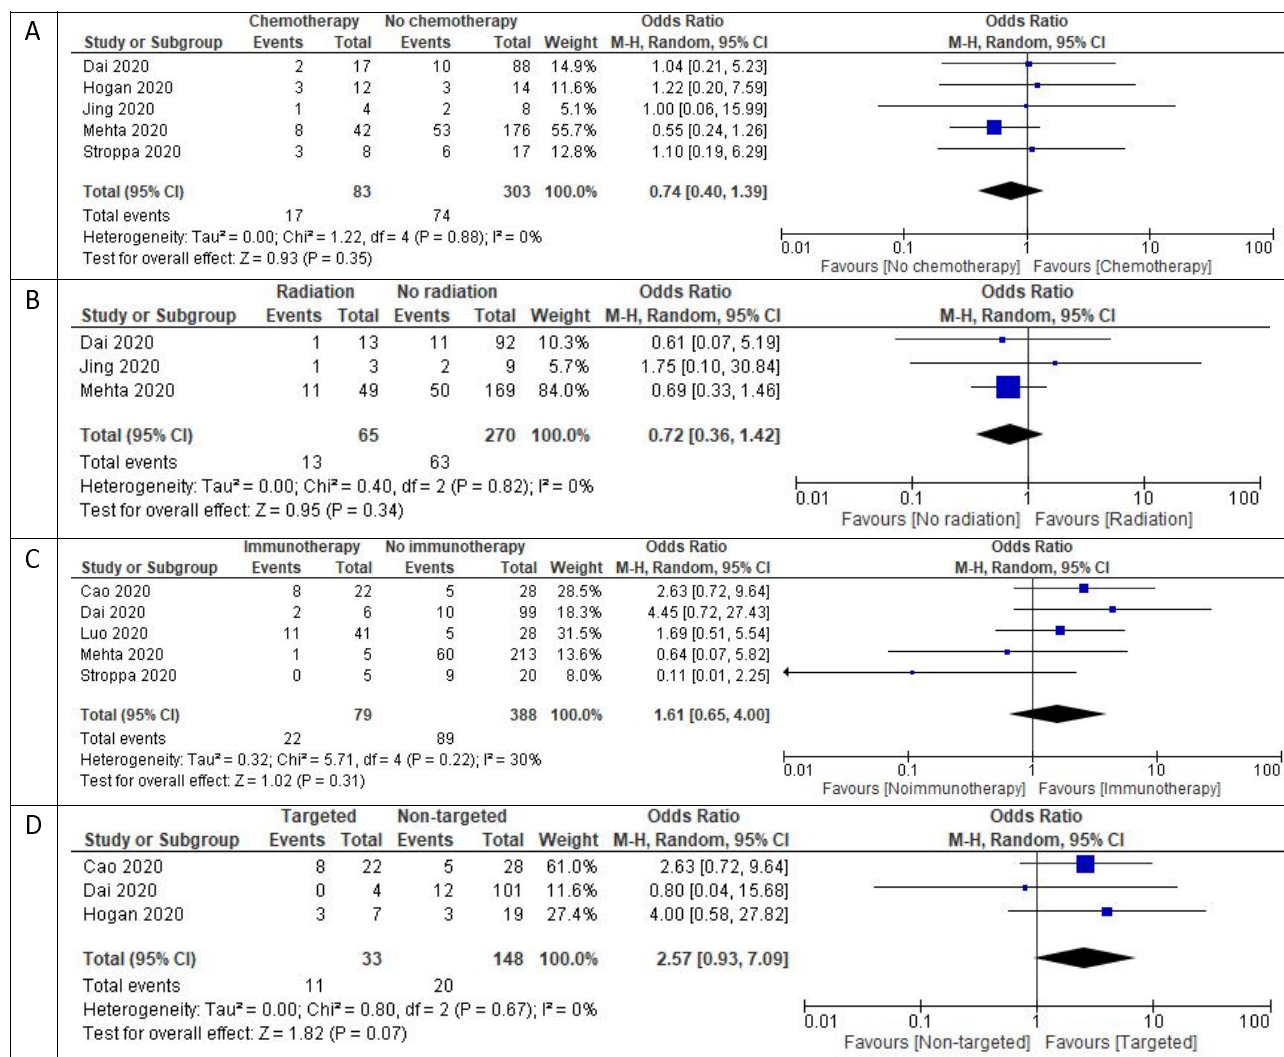 A
Chemotherapy No chemotherapy Odds Ratio Odds Ratio
Study or Subgroup Events Total Events Total Weight M-H, Random, 95% CI M-H, Random, 95% CI
Dai 2020 2 17 10 88 14.9% 1.04 [0.21, 5.23]
Hogan 2020 3 12 3 14 11.6% 1.22 [0.20, 7.59]
Jing 2020 1 4 2 8 5.1% 1.00 [0.06, 15.99]
Mehta 2020 8 42 53 176 55.7% 0.55 [0.24, 1.26]
Stroppa 2020 3 8 6 17 12.8% 1.10 [0.19, 6.29]
Total (95% CI) 83 303 100.0% 0.74 [0.40, 1.39]
Total events 17 74
Heterogeneity: Tau² = 0.00; Chi² = 1.22, df = 4 (P = 0.88); I² = 0%
Test for overall effect: Z = 0.93 (P = 0.35)
0.01 0.1 1 10 100
Favours [No chemotherapy] Favours [Chemotherapy]
B
Radiation No radiation Odds Ratio Odds Ratio
Study or Subgroup Events Total Events Total Weight M-H, Random, 95% CI M-H, Random, 95% CI
Dai 2020 1 13 11 92 10.3% 0.61 [0.07, 5.19]
Jing 2020 1 3 2 9 5.7% 1.75 [0.10, 30.84]
Mehta 2020 11 49 50 169 84.0% 0.69 [0.33, 1.46]
Total (95% CI) 65 270 100.0% 0.72 [0.36, 1.42]
Total events 13 63
Heterogeneity: Tau² = 0.00; Chi² = 0.40, df = 2 (P = 0.82); I² = 0%
Test for overall effect: Z = 0.95 (P = 0.34)
0.01 0.1 1 10 100
Favours [No radiation] Favours [Radiation]
C
Immunotherapy No immunotherapy Odds Ratio Odds Ratio
Study or Subgroup Events Total Events Total Weight M-H, Random, 95% CI M-H, Random, 95% CI
Cao 2020 8 22 5 28 28.5% 2.63 [0.72, 9.64]
Dai 2020 2 6 10 99 18.3% 4.45 [0.72, 27.43]
Luo 2020 11 41 5 28 31.5% 1.69 [0.51, 5.54]
Mehta 2020 1 5 60 213 13.6% 0.64 [0.07, 5.82]
Stroppa 2020 0 5 9 20 8.0% 0.11 [0.01, 2.25]
Total (95% CI) 79 388 100.0% 1.61 [0.65, 4.00]
Total events 22 89
Heterogeneity: Tau² = 0.32; Chi² = 5.71, df = 4 (P = 0.22); I² = 30%
Test for overall effect: Z = 1.02 (P = 0.31)
0.01 0.1 1 10 100
Favours [Noimmunotherapy] Favours [Immunotherapy]
D
Targeted Non-targeted Odds Ratio Odds Ratio
Study or Subgroup Events Total Events Total Weight M-H, Random, 95% CI M-H, Random, 95% CI
Cao 2020 8 22 5 28 61.0% 2.63 [0.72, 9.64]
Dai 2020 0 4 12 101 11.6% 0.80 [0.04, 15.68]
Hogan 2020 3 7 3 19 27.4% 4.00 [0.58, 27.82]
Total (95% CI) 33 148 100.0% 2.57 [0.93, 7.09]
Total events 11 20
Heterogeneity: Tau² = 0.00; Chi² = 0.80, df = 2 (P = 0.67); I² = 0%
Test for overall effect: Z = 1.82 (P = 0.07)
0.01 0.1 1 10 100
Favours [Non-targeted] Favours [Targeted]